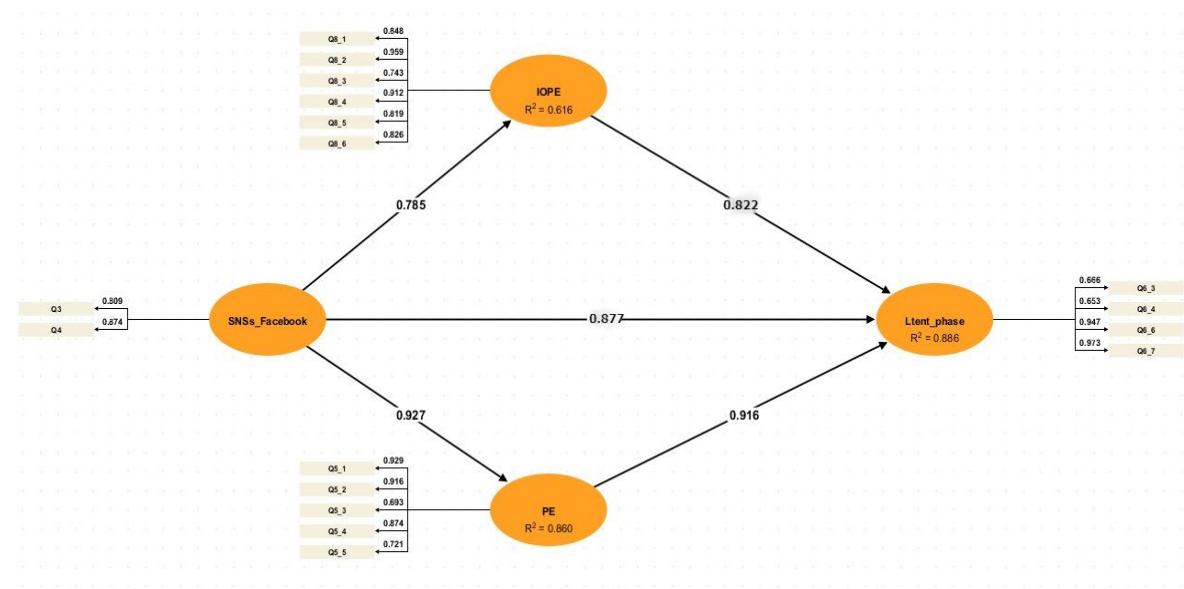 Q8_1 0.848
Q8_2 0.959
Q8_3 0.743
Q8_4 0.912
Q8_5 0.819
Q8_6 0.826
IOPE
R² = 0.616
0.785
0.822
Q3 0.809
Q4 0.874
SNSs_Facebook
0.877
Ltent_phase
R² = 0.886
0.666 Q6_3
0.653 Q6_4
0.947 Q6_6
0.973 Q6_7
0.927
0.916
Q5_1 0.929
Q5_2 0.916
Q5_3 0.693
Q5_4 0.874
Q5_5 0.721
PE
R² = 0.860